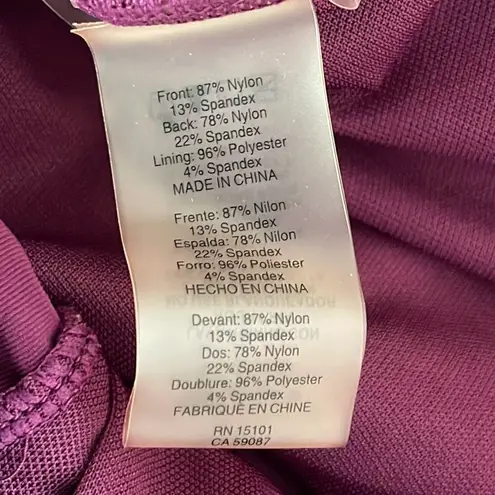 Front: 87% Nylon
13% Spandex
Back: 78% Nylon
22% Spandex
Lining: 96% Polyester
4% Spandex
MADE IN CHINA
Frente: 87% Nilon
13% Spandex
Espalda: 78% Nilon
22% Spandex
Forro: 96% Poliester
4% Spandex
HECHO EN CHINA
Devant: 87% Nylon
13% Spandex
Dos: 78% Nylon
22% Spandex
Doublure: 96% Polyester
4% Spandex
FABRIQUÉ EN CHINE
RN 15101
CA 59087